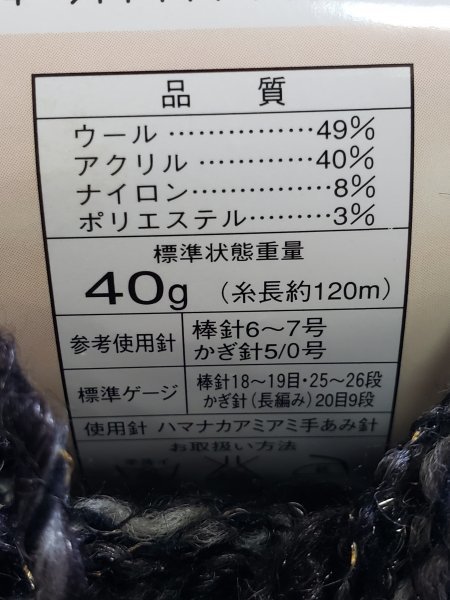 品 質
ウール……………49%
アクリル…………40%
ナイロン…………8%
ポリエステル………3%
標準状態重量
40g (糸長約120m)
参考使用針 棒針6〜7号
かぎ針5/0号
標準ゲージ 棒針18〜19目・25〜26段
かぎ針(長編み)20目9段
使用針 ハマナカアミアミ手あみ針
お取扱い方法